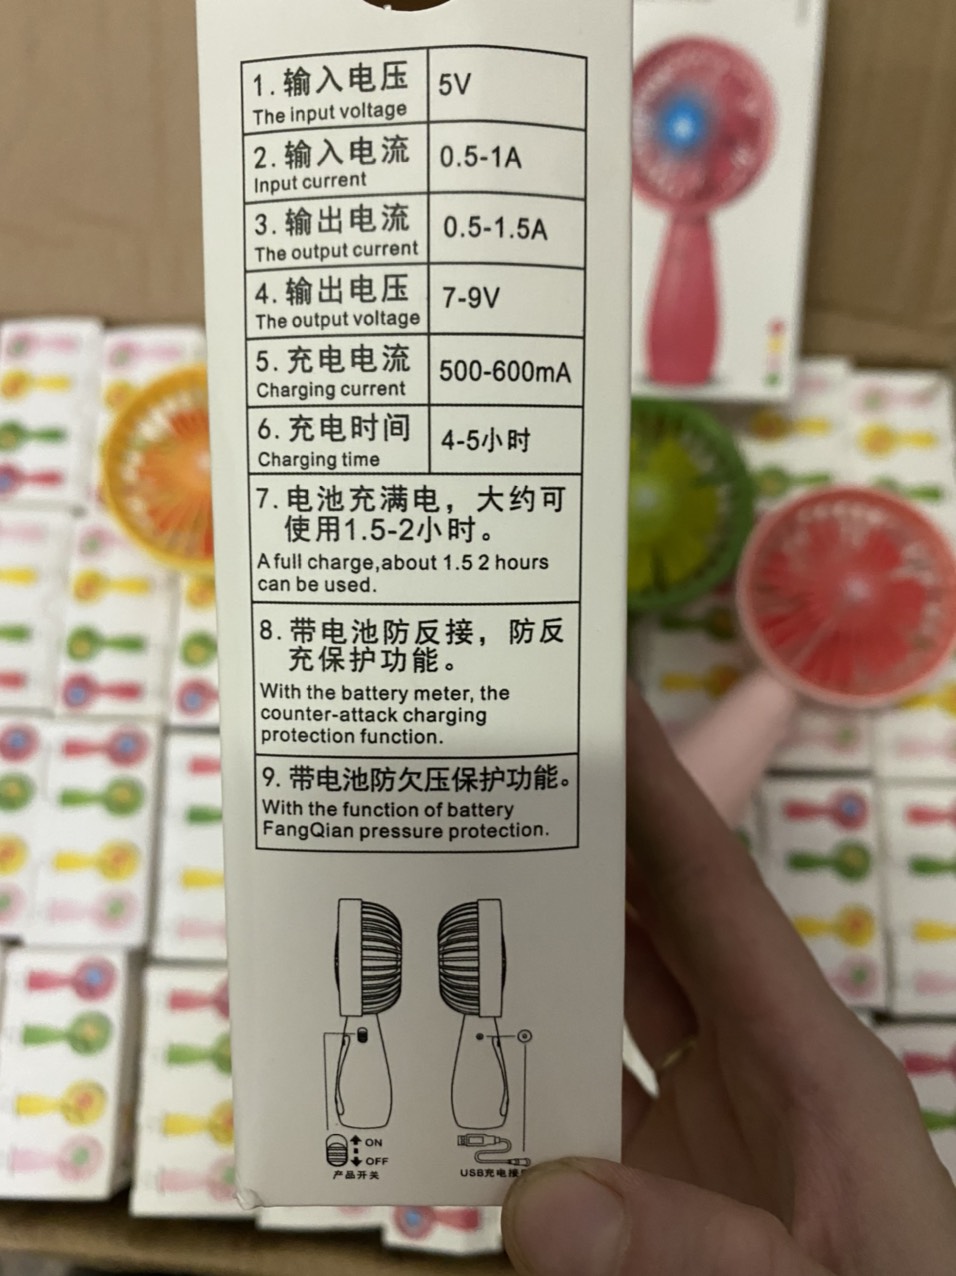 1.输入电压
The input voltage
5V
2.输入电流
Input current
0.5-1A
3.输出电流
The output current
0.5-1.5A
4.输出电压
The output voltage
7-9V
5.充电电流
Charging current
500-600mA
6.充电时间
Charging time
4-5小时
7.电池充满电，大约可
使用1.5-2小时。
A full charge,about 1.5 2 hours
can be used.
8.带电池防反接，防反
充保护功能。
With the battery meter, the
counter-attack charging
protection function.
9.带电池防欠压保护功能。
With the function of battery
FangQian pressure protection.
ON
OFF
产品开关
USB充电接